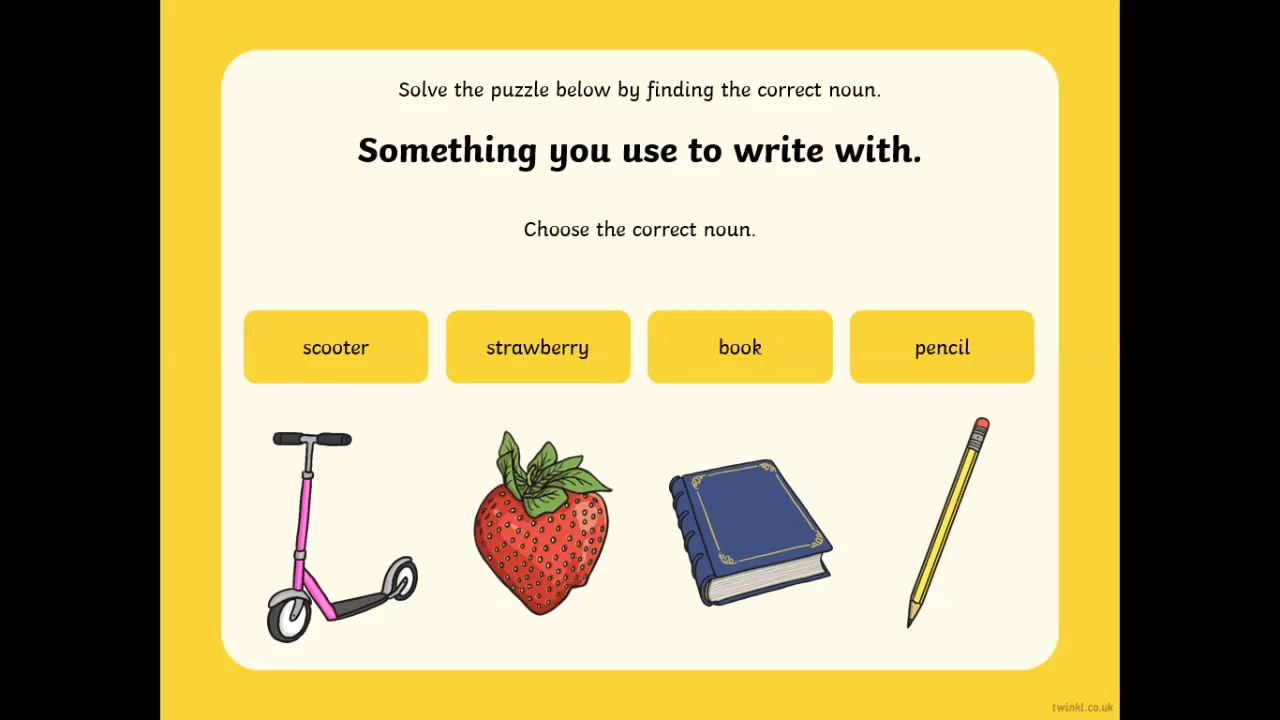 Solve the puzzle below by finding the correct noun.
Something you use to write with.
Choose the correct noun.
scooter
strawberry
book
pencil
twinkl.co.uk